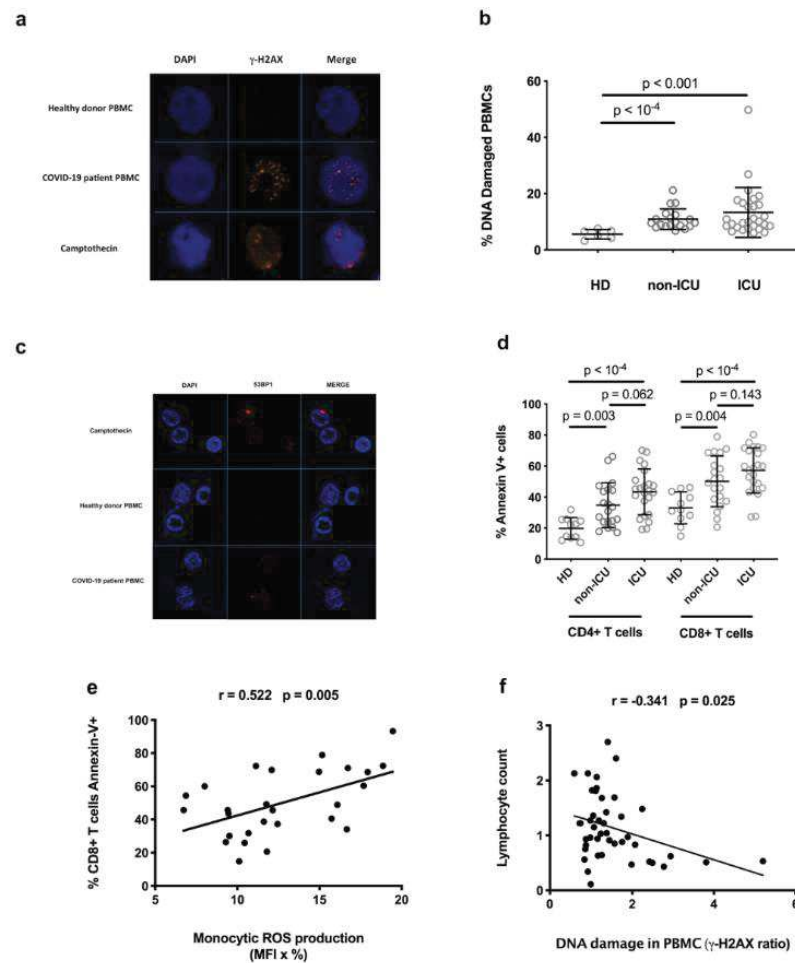 a
DAPI γ-H2AX Merge
Healthy donor PBMC
COVID-19 patient PBMC
Camptothecin
b
p < 0.001
p < 10-4
% DNA Damaged PBMCs
60
40
20
0
HD non-ICU ICU
c
DAPI 53BP1 MERGE
Camptothecin
Healthy donor PBMC
COVID-19 patient PBMC
d
p < 10-4 p < 10-4
p = 0.062 p = 0.143
p = 0.003 p = 0.004
% Annexin V+ cells
100
80
60
40
20
0
HD non-ICU ICU HD non-ICU ICU
CD4+ T cells CD8+ T cells
e
r = 0.522 p = 0.005
% CD8+ T cells Annexin-V+
100
80
60
40
20
0
5 10 15 20
Monocytic ROS production
(MFI x %)
f
r = -0.341 p = 0.025
Lymphocyte count
3
2
1
0
0 2 4 6
DNA damage in PBMC (γ-H2AX ratio)